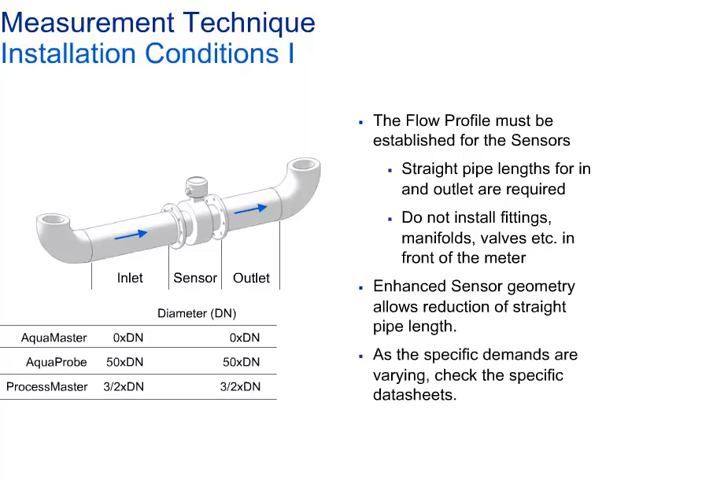 Measurement Technique
Installation Conditions I
Inlet Sensor Outlet
Diameter (DN)
AquaMaster 0xDN 0xDN
AquaProbe 50xDN 50xDN
ProcessMaster 3/2xDN 3/2xDN
▪ The Flow Profile must be
established for the Sensors
▪ Straight pipe lengths for in
and outlet are required
▪ Do not install fittings,
manifolds, valves etc. in
front of the meter
▪ Enhanced Sensor geometry
allows reduction of straight
pipe length.
▪ As the specific demands are
varying, check the specific
datasheets.